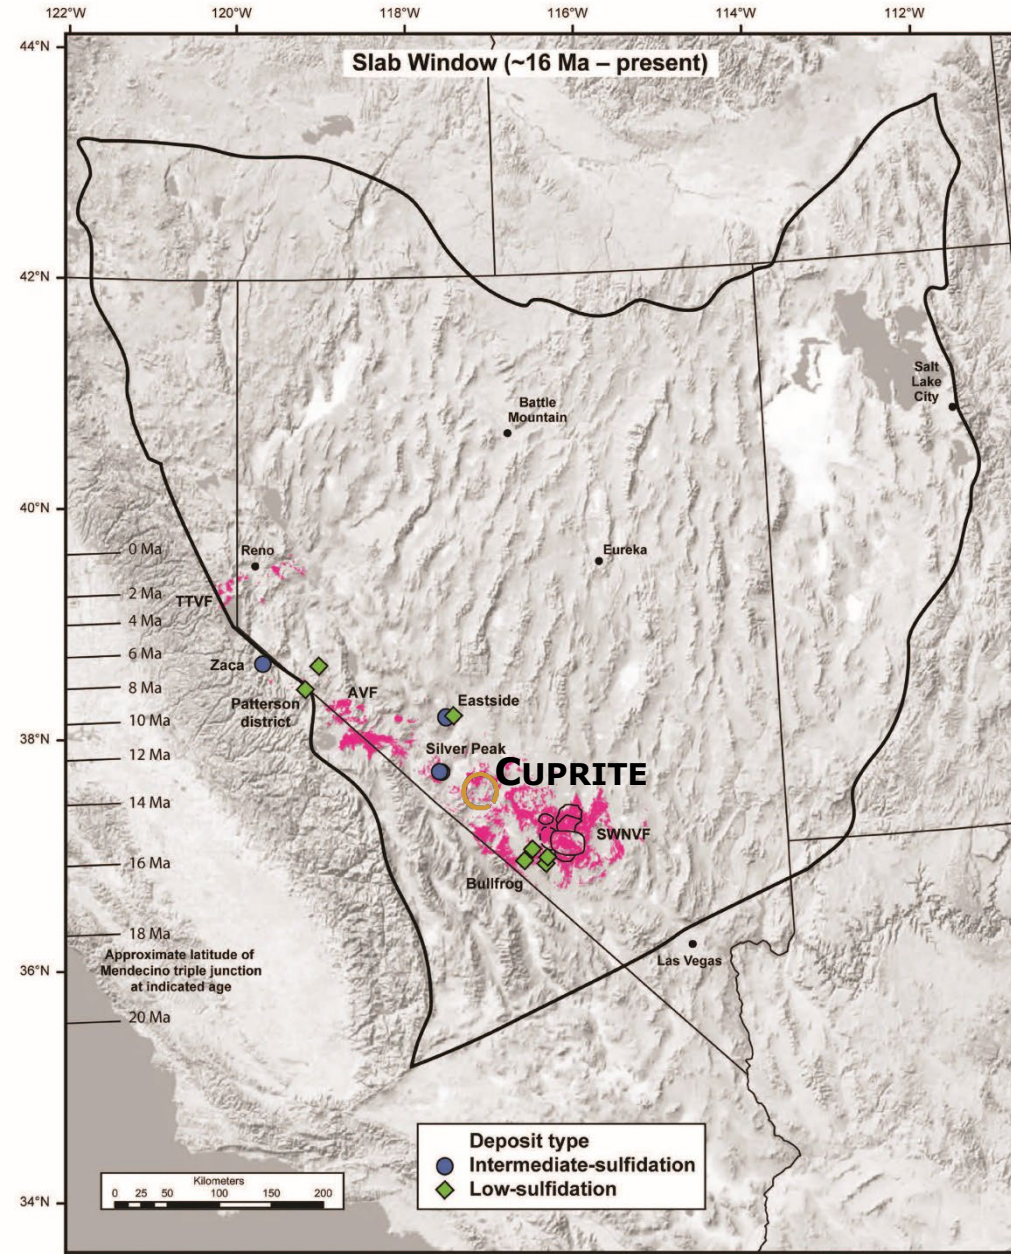 122°W
120°W
118°W
116°W
114°W
112°W
44°N
Slab Window (~16 Ma – present)
42°N
Salt
Lake
City
Battle
Mountain
40°N
0 Ma
Reno
Eureka
2 Ma
TTVF
4 Ma
6 Ma
Zaca
8 Ma
Patterson
district
AVF
Eastside
10 Ma
38°N
12 Ma
Silver Peak
CUPRITE
14 Ma
SWNVF
16 Ma
Bullfrog
18 Ma
Approximate latitude of
Mendecino triple junction
at indicated age
36°N
Las Vegas
20 Ma
Deposit type
Intermediate-sulfidation
Low-sulfidation
Kilometers
0 25 50 100 150 200
34°N